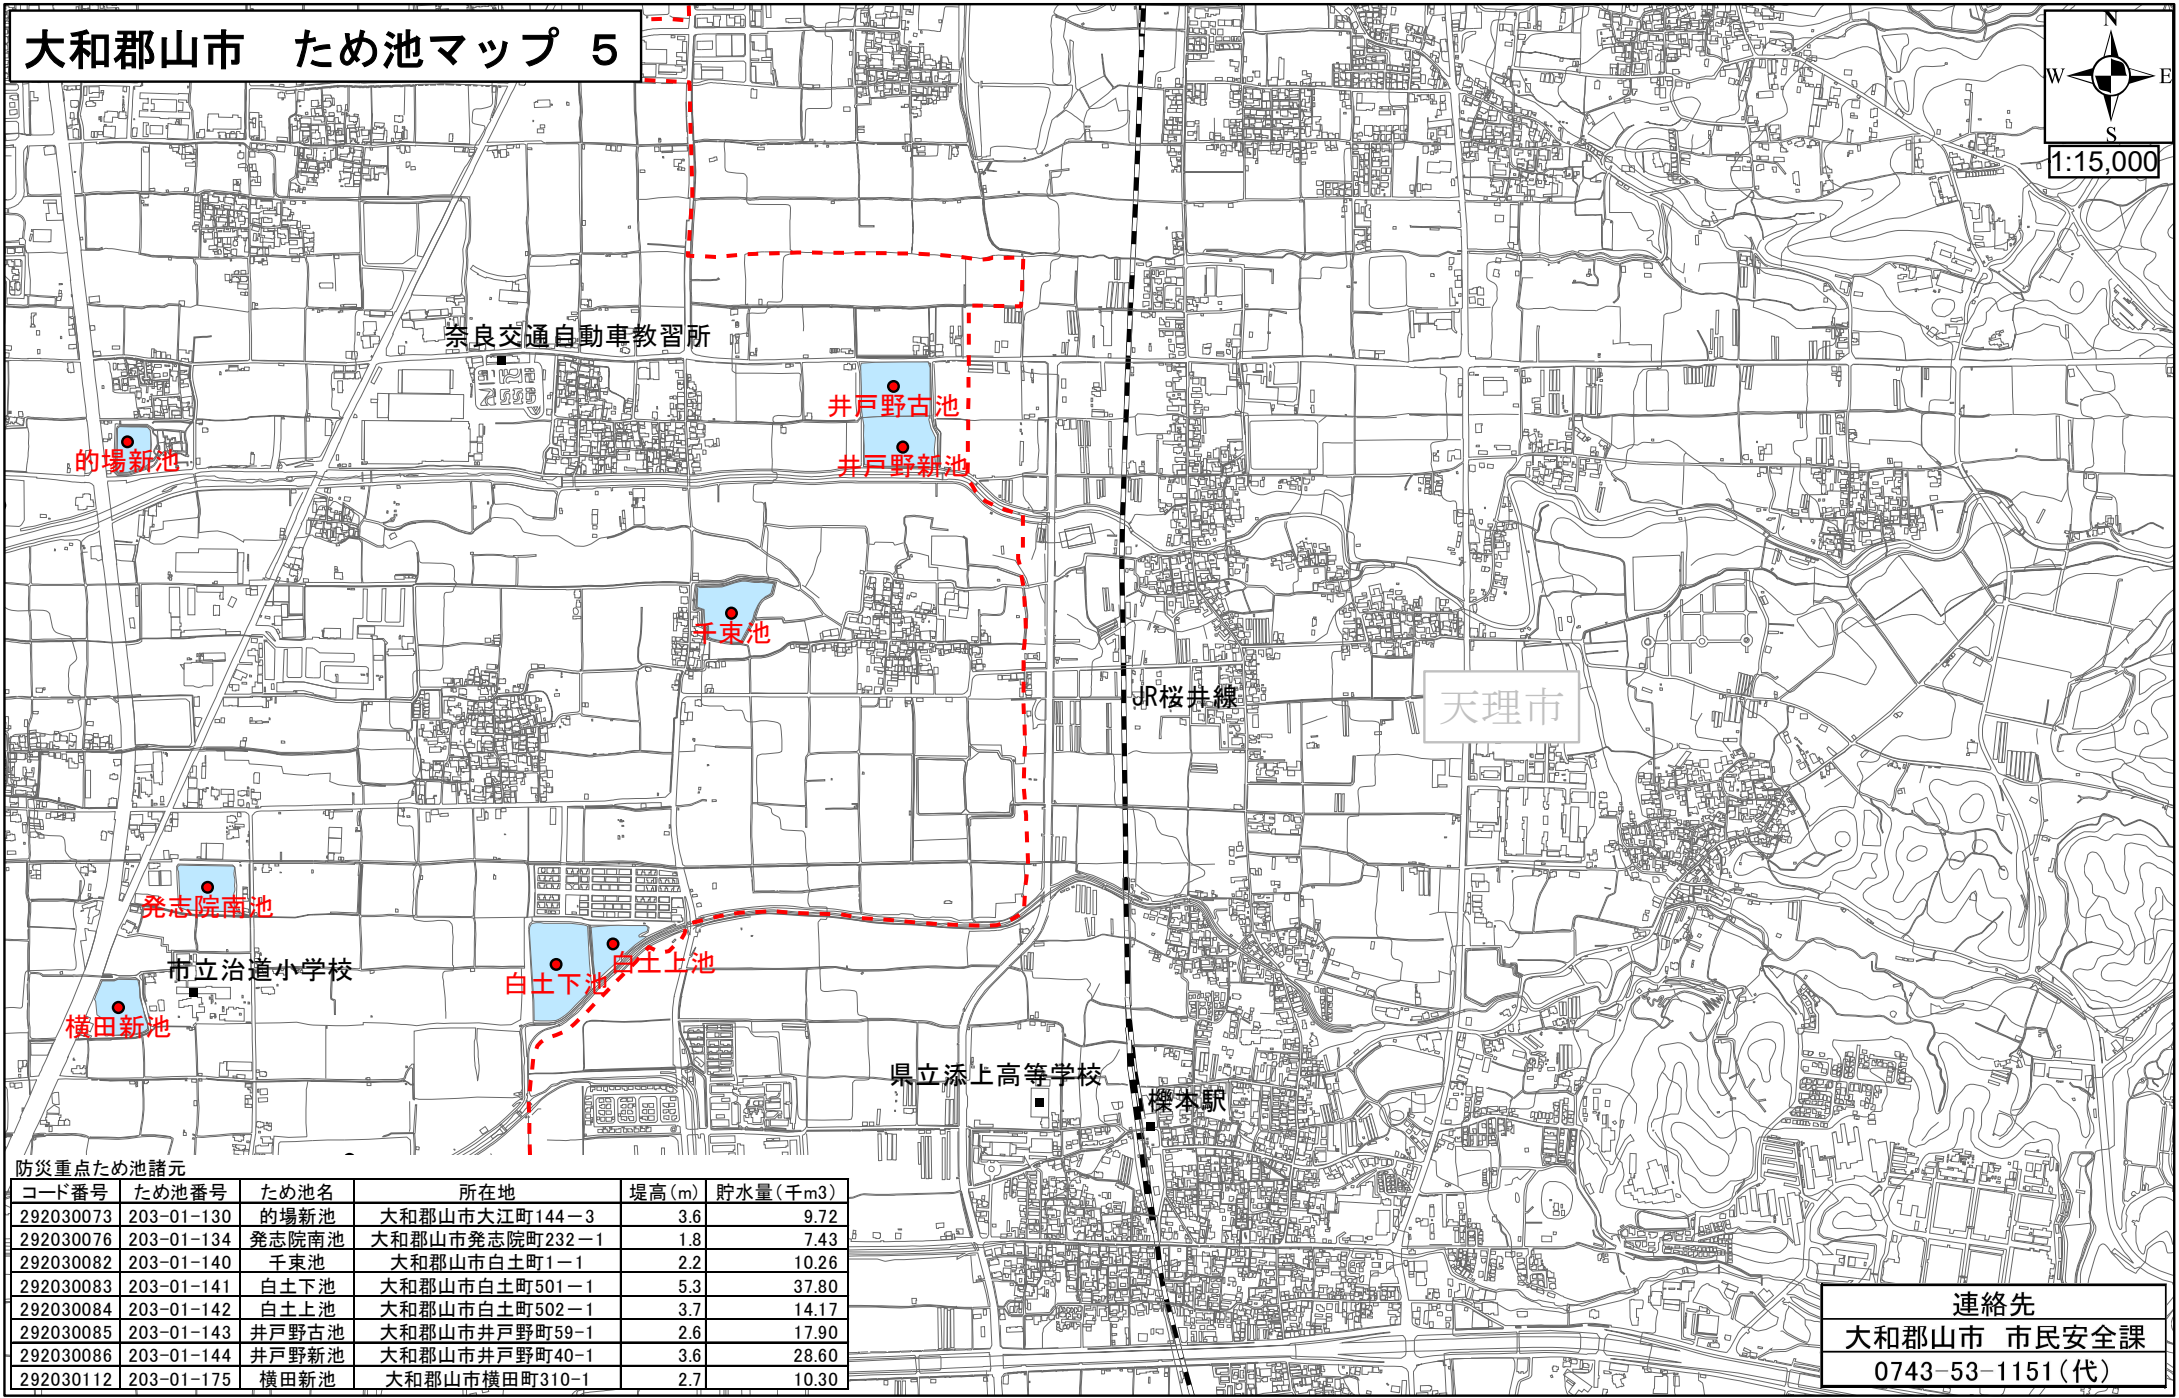 大和郡山市　ため池マップ ５
N
W E
S
1:15,000
奈良交通自動車教習所
井戸野古池
的場新池
井戸野新池
千束池
JR桜井線
天理市
発志院南池
市立治道小学校
白土上池
白土下池
横田新池
県立添上高等学校
櫟本駅
防災重点ため池諸元
コード番号 ため池番号 ため池名 所在地 堤高(m) 貯水量(千m3)
292030073 203-01-130 的場新池 大和郡山市大江町144－3 3.6 9.72
292030076 203-01-134 発志院南池 大和郡山市発志院町232－1 1.8 7.43
292030082 203-01-140 千束池 大和郡山市白土町1－1 2.2 10.26
292030083 203-01-141 白土下池 大和郡山市白土町501－1 5.3 37.80
292030084 203-01-142 白土上池 大和郡山市白土町502－1 3.7 14.17
292030085 203-01-143 井戸野古池 大和郡山市井戸野町59-1 2.6 17.90
292030086 203-01-144 井戸野新池 大和郡山市井戸野町40-1 3.6 28.60
292030112 203-01-175 横田新池 大和郡山市横田町310-1 2.7 10.30
連絡先
大和郡山市 市民安全課
0743-53-1151(代)